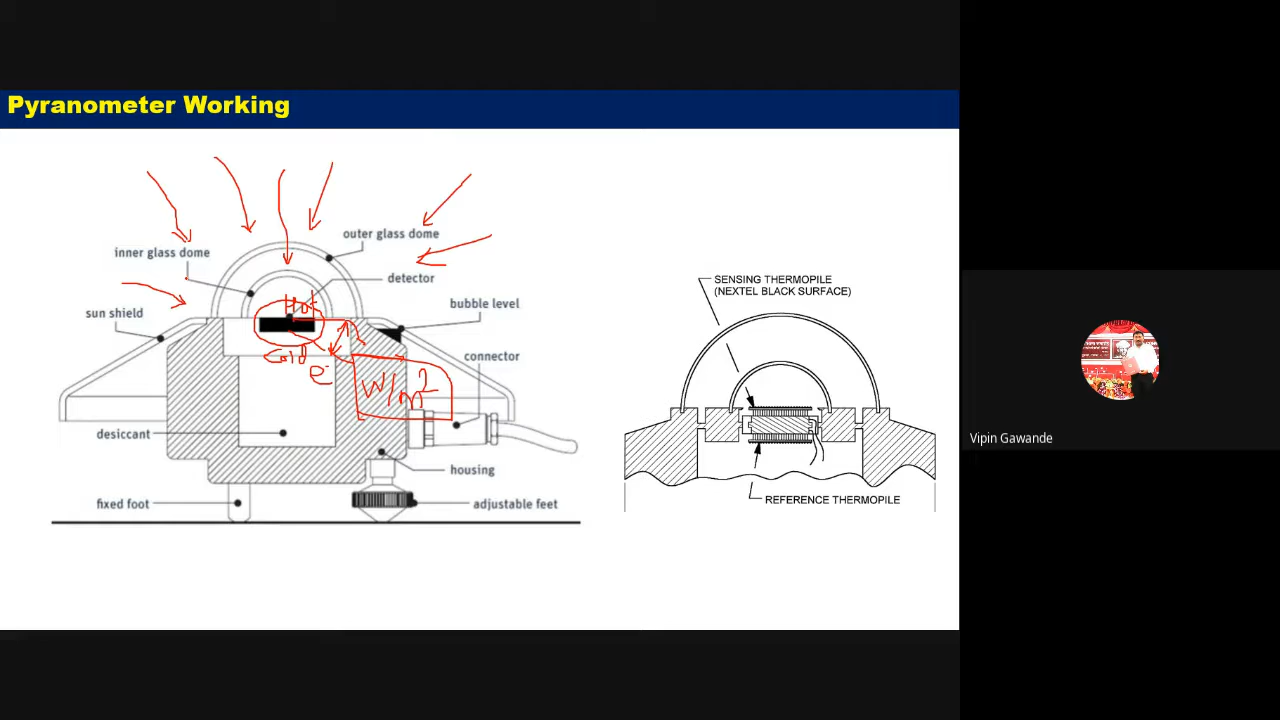 Pyranometer Working
outer glass dome
inner glass dome
detector
Hot
bubble level
sun shield
connector
Cold
e
W/m²
desiccant
housing
fixed foot
adjustable feet
SENSING THERMOPILE
(NEXTEL BLACK SURFACE)
REFERENCE THERMOPILE
Vipin Gawande